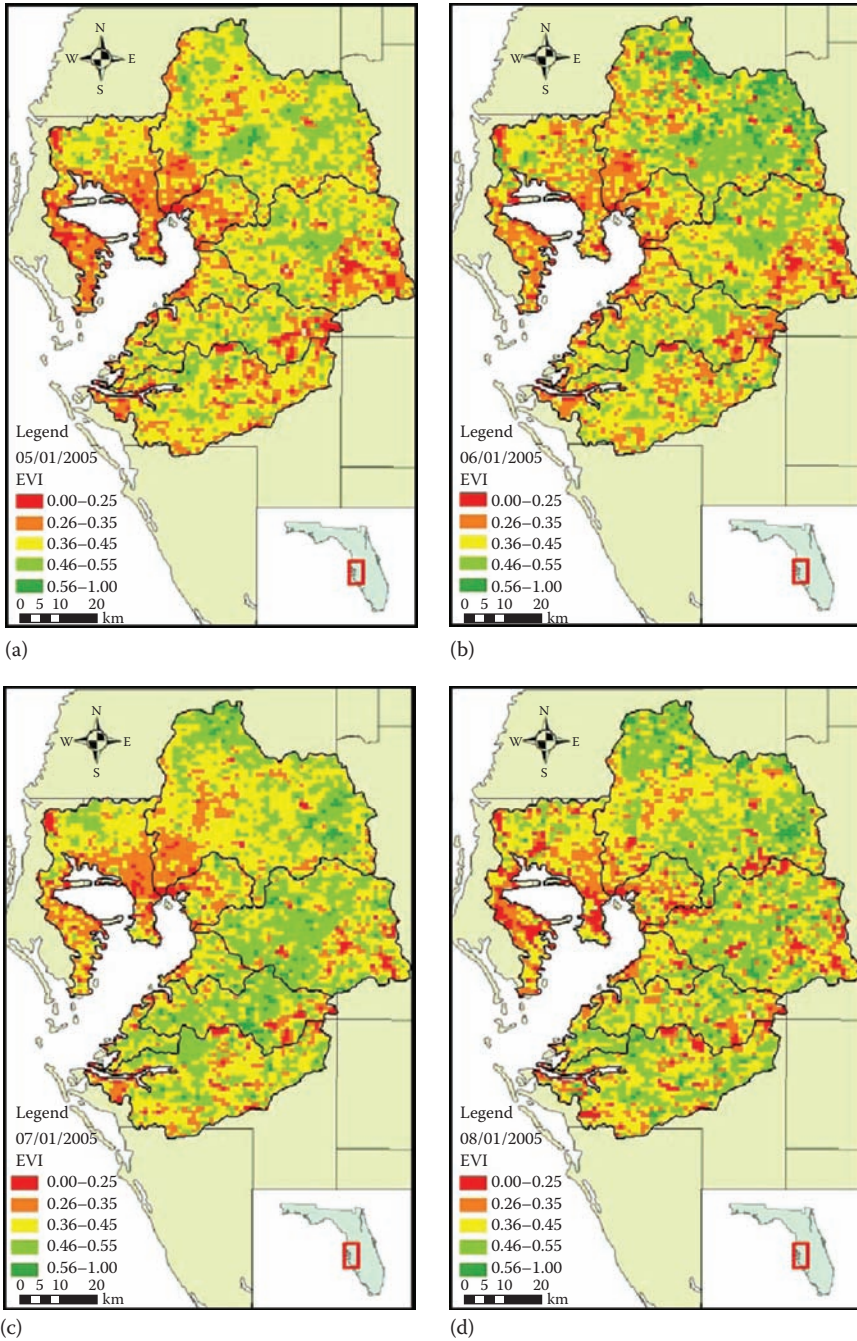 N
W E
S
Legend
05/01/2005
EVI
0.00–0.25
0.26–0.35
0.36–0.45
0.46–0.55
0.56–1.00
0 5 10 20
km
(a)
N
W E
S
Legend
06/01/2005
EVI
0.00–0.25
0.26–0.35
0.36–0.45
0.46–0.55
0.56–1.00
0 5 10 20
km
(b)
N
W E
S
Legend
07/01/2005
EVI
0.00–0.25
0.26–0.35
0.36–0.45
0.46–0.55
0.56–1.00
0 5 10 20
km
(c)
N
W E
S
Legend
08/01/2005
EVI
0.00–0.25
0.26–0.35
0.36–0.45
0.46–0.55
0.56–1.00
0 5 10 20
km
(d)